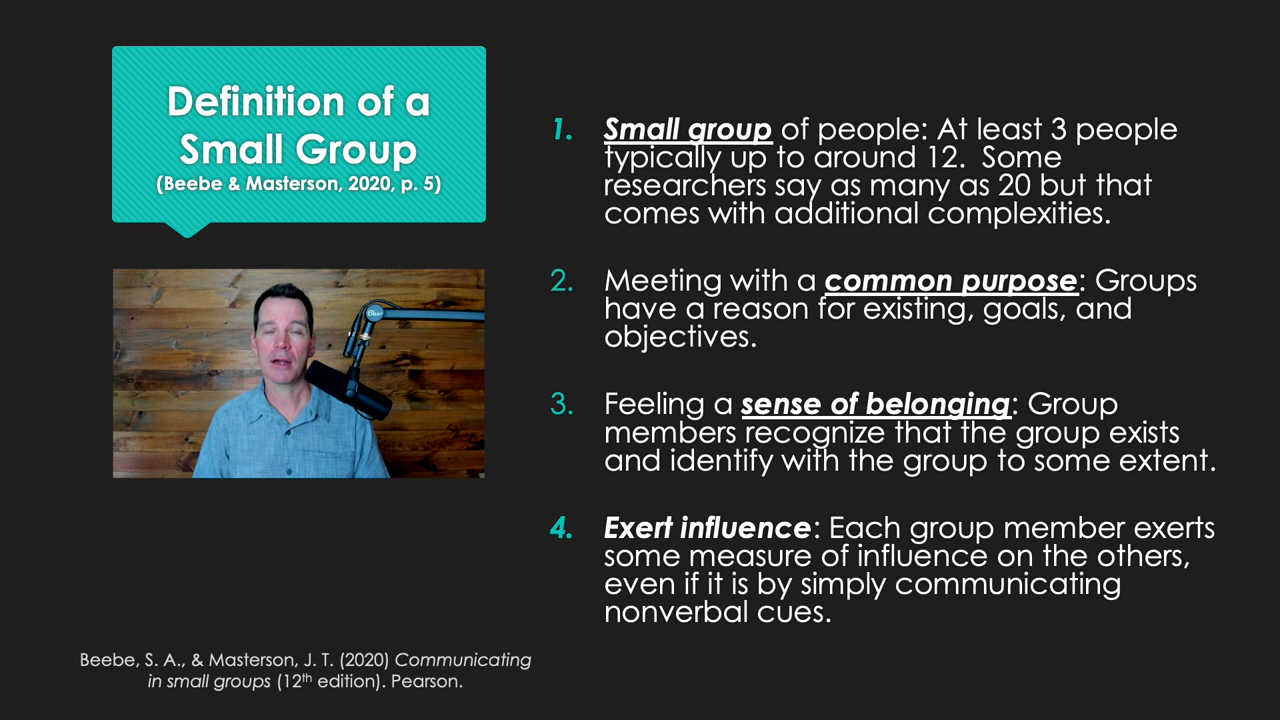 Definition of a
Small Group
(Beebe & Masterson, 2020, p. 5)
1. Small group of people: At least 3 people
typically up to around 12.  Some
researchers say as many as 20 but that
comes with additional complexities.
2. Meeting with a common purpose: Groups
have a reason for existing, goals, and
objectives.
3. Feeling a sense of belonging: Group
members recognize that the group exists
and identify with the group to some extent.
4. Exert influence: Each group member exerts
some measure of influence on the others,
even if it is by simply communicating
nonverbal cues.
Blue
Beebe, S. A., & Masterson, J. T. (2020) Communicating
in small groups (12th edition). Pearson.